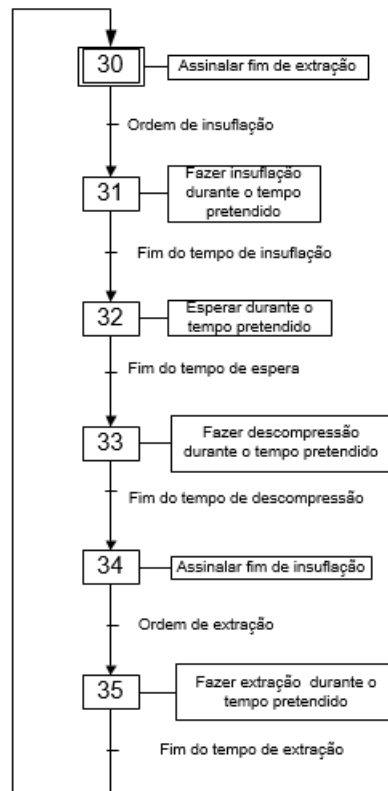 30
Assinalar fim de extração
Ordem de insuflação
31
Fazer insuflação
durante o tempo
pretendido
Fim do tempo de insuflação
32
Esperar durante o
tempo pretendido
Fim do tempo de espera
33
Fazer descompressão
durante o tempo pretendido
Fim do tempo de descompressão
34
Assinalar fim de insuflação
Ordem de extração
35
Fazer extração durante o
tempo pretendido
Fim do tempo de extração